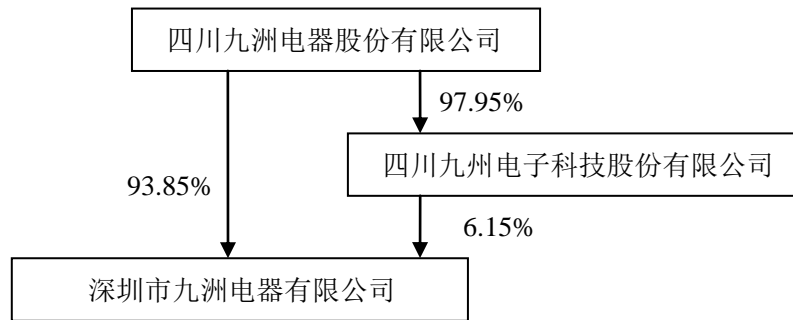 四川九洲电器股份有限公司
97.95%
四川九州电子科技股份有限公司
93.85%
6.15%
深圳市九洲电器有限公司